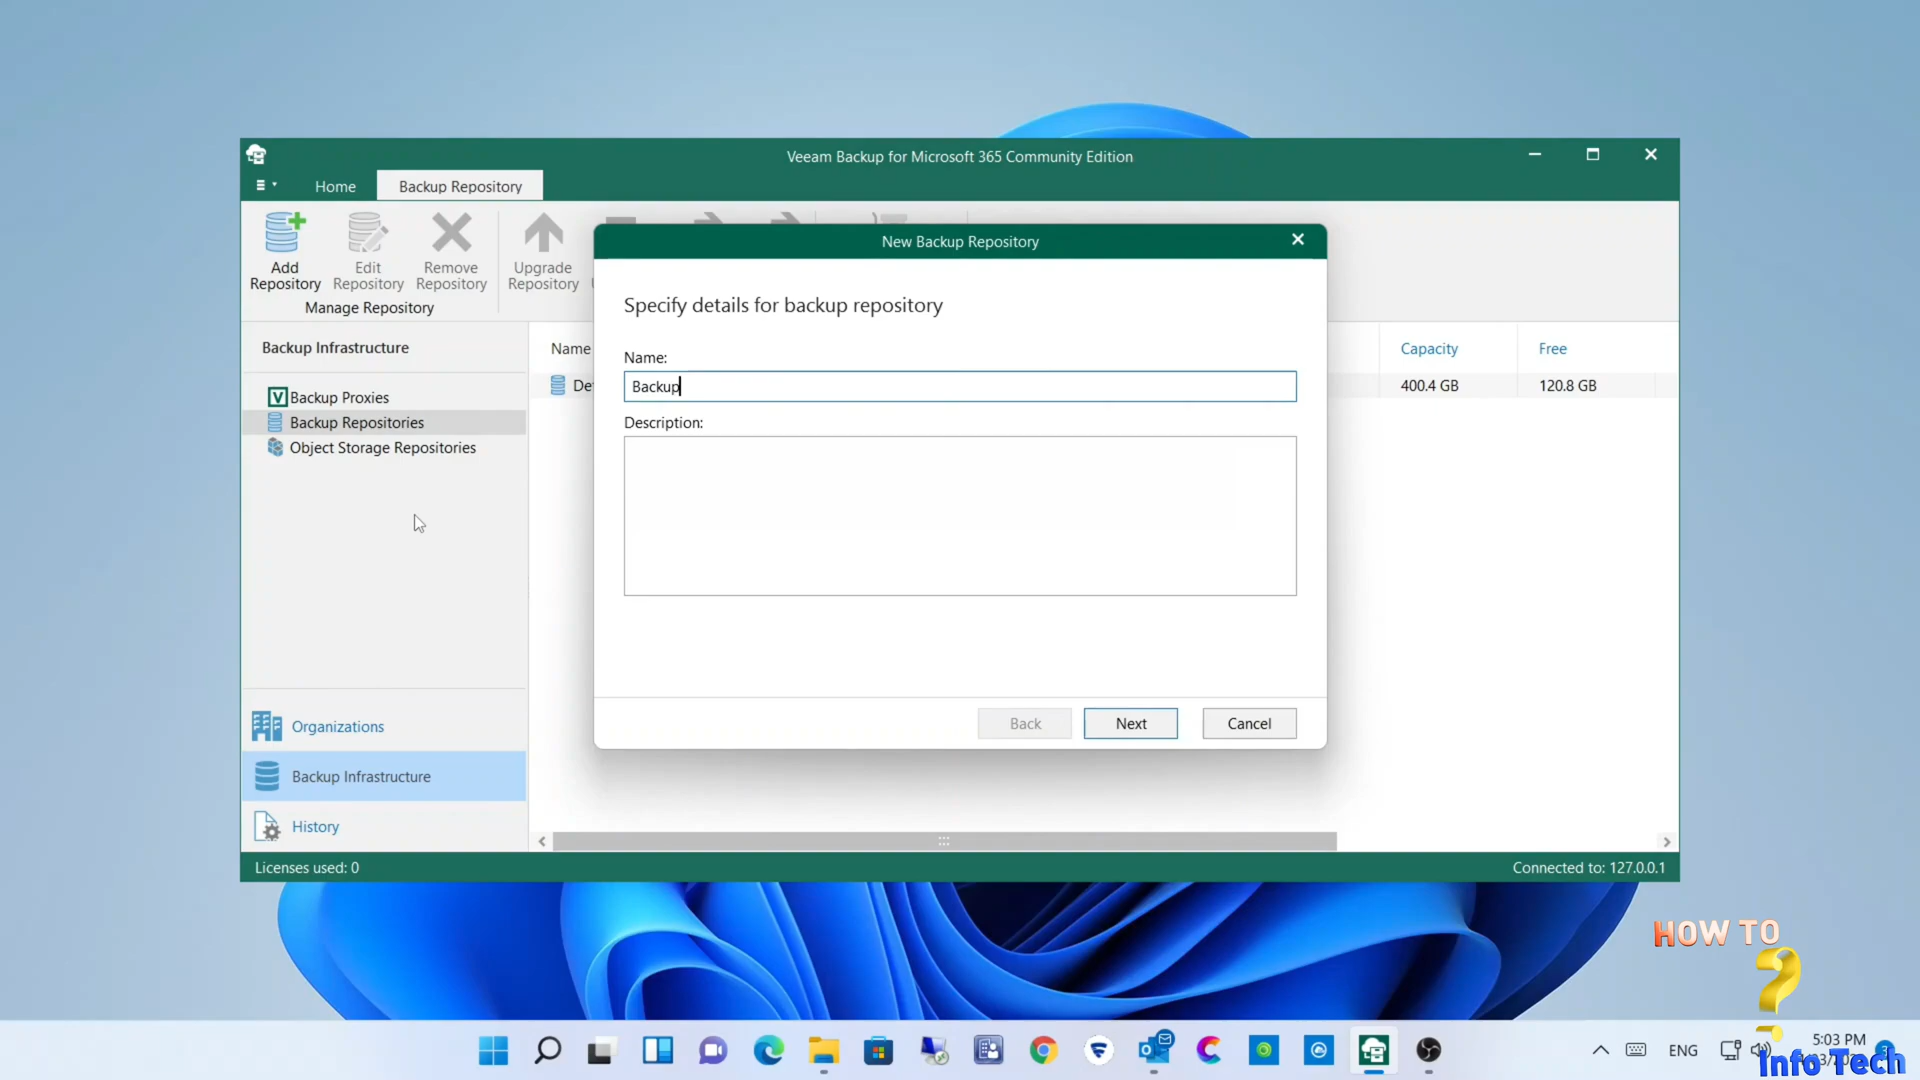 Veeam Backup for Microsoft 365 Community Edition
Home
Backup Repository
Add Repository
Edit Repository
Remove Repository
Upgrade Repository
Manage Repository
New Backup Repository
Specify details for backup repository
Name:
Backup
Description:
Back
Next
Cancel
Backup Infrastructure
V Backup Proxies
Backup Repositories
Object Storage Repositories
Name
Capacity
Free
De
400.4 GB
120.8 GB
Organizations
Backup Infrastructure
History
Licenses used: 0
Connected to: 127.0.0.1
HOW TO
?
Info Tech
ENG
5:03 PM